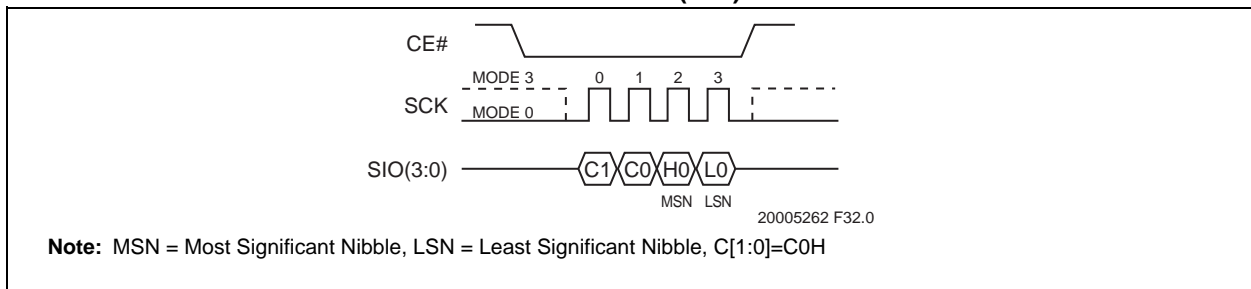 CE#
MODE 3 0 1 2 3
SCK
MODE 0
SIO(3:0) C1 C0 H0 L0
MSN LSN
20005262 F32.0
Note: MSN = Most Significant Nibble, LSN = Least Significant Nibble, C[1:0]=C0H